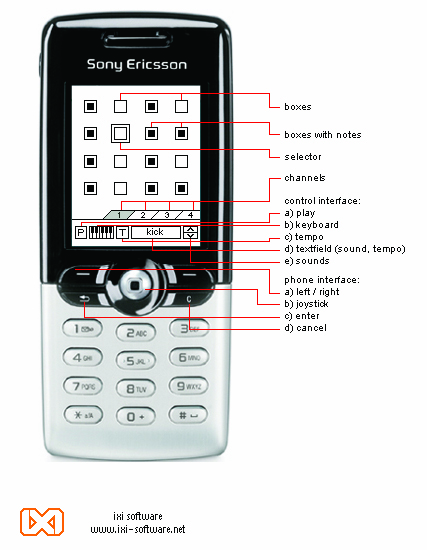 Sony Ericsson
boxes
boxes with notes
selector
channels
1 2 3 4
control interface:
a) play
b) keyboard
c) tempo
d) textfield (sound, tempo)
e) sounds
P T kick
phone interface:
a) left / right
b) joystick
c) enter
d) cancel
C
1
2 ABC
3 DEF
4 GHI
5 JKL
6 MNO
7 PQRS
8 TUV
9 WXYZ
* a/A
0 +
#
ixi software
www.ixi-software.net